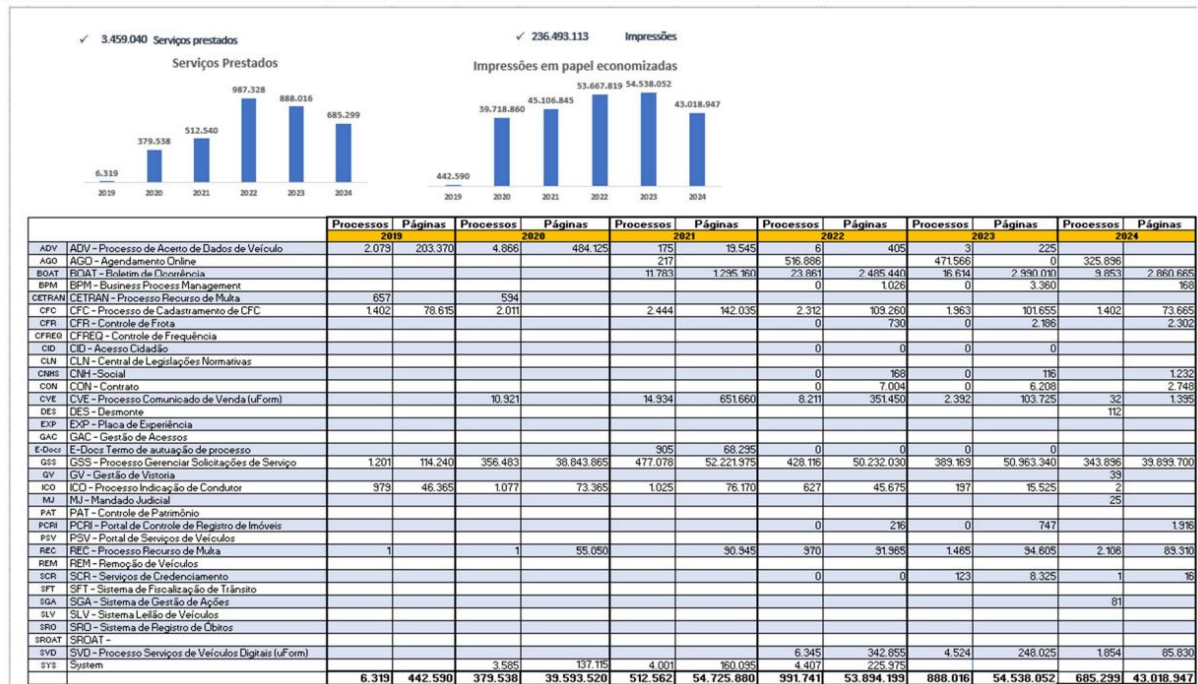 ✓ 3.459.040 Serviços prestados
✓ 236.493.113 Impressões
Serviços Prestados
6.319 379.538 512.540 987.328 888.016 685.299
2019 2020 2021 2022 2023 2024
Impressões em papel economizadas
442.590 39.718.860 45.106.845 53.667.819 54.538.052 43.018.947
2019 2020 2021 2022 2023 2024
Processos Páginas Processos Páginas Processos Páginas Processos Páginas Processos Páginas Processos Páginas
2019 2020 2021 2022 2023 2024
ADV ADV - Processo de Acerto de Dados de Veículo 2.079 203.370 4.866 484.125 175 19.545 6 405 3 225
AGO AGO - Agendamento Online 217 516.886 471.566 0 325.896
BOAT BOAT - Boletim de Ocorrência 11.783 1.295.160 23.861 2.485.440 16.614 2.990.010 9.853 2.860.665
BPM BPM - Business Process Management 0 1.026 0 3.360 168
CETRAN CETRAN - Processo Recurso de Multa 657 594
CFC CFC - Processo de Cadastramento de CFC 1.402 78.615 2.011 2.444 142.035 2.312 109.260 1.963 101.655 1.402 73.665
CFR CFR - Controle de Frota 0 730 0 2.186 2.302
CFREQ CFREQ - Controle de Frequência
CID CID - Acesso Cidadão 0 0 0 0
CLN CLN - Central de Legislações Normativas
CNHS CNH -Social 0 168 0 116 1.232
CON CON - Contrato 0 7.004 0 6.208 2.748
CVE CVE - Processo Comunicado de Venda (uForm) 10.921 14.934 651.660 8.211 351.450 2.392 103.725 32 1.395
DES DES - Desmonte 112
EXP EXP - Placa de Experiência
GAC GAC - Gestão de Acessos
E-Docs E-Docs Termo de autuação de processo 905 68.295 0 0 0 0
GSS GSS - Processo Gerenciar Solicitações de Serviço 1.201 114.240 356.483 38.843.865 477.078 52.221.975 428.116 50.232.030 389.169 50.963.340 343.896 39.899.700
GV GV - Gestão de Vistoria 39
ICO ICO - Processo Indicação de Condutor 979 46.365 1.077 73.365 1.025 76.170 627 45.675 197 15.525 2
MJ MJ - Mandado Judicial 25
PAT PAT - Controle de Patrimônio
PCRI PCRI - Portal de Controle de Registro de Imóveis 0 216 0 747 1.916
PSV PSV - Portal de Serviços de Veículos
REC REC - Processo Recurso de Multa 1 1 55.050 90.945 970 91.965 1.465 94.605 2.106 89.310
REM REM - Remoção de Veículos
SCR SCR - Serviços de Credenciamento 0 0 123 8.325 1 16
SFT SFT - Sistema de Fiscalização de Trânsito
SGA SGA - Sistema de Gestão de Ações 81
SLV SLV - Sistema Leilão de Veículos
SRO SRO - Sistema de Registro de Óbitos
SROAT SROAT -
SVD SVD - Processo Serviços de Veículos Digitais (uForm) 6.345 342.855 4.524 248.025 1.854 85.830
SYS System 3.585 137.115 4.001 160.095 4.407 225.975
6.319 442.590 379.538 39.593.520 512.562 54.725.880 991.741 53.894.199 888.016 54.538.052 685.299 43.018.947